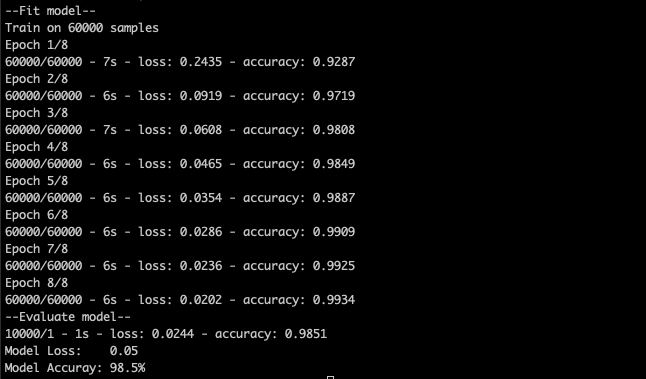 --Fit model--
Train on 60000 samples
Epoch 1/8
60000/60000 - 7s - loss: 0.2435 - accuracy: 0.9287
Epoch 2/8
60000/60000 - 6s - loss: 0.0919 - accuracy: 0.9719
Epoch 3/8
60000/60000 - 7s - loss: 0.0608 - accuracy: 0.9808
Epoch 4/8
60000/60000 - 6s - loss: 0.0465 - accuracy: 0.9849
Epoch 5/8
60000/60000 - 6s - loss: 0.0354 - accuracy: 0.9887
Epoch 6/8
60000/60000 - 6s - loss: 0.0286 - accuracy: 0.9909
Epoch 7/8
60000/60000 - 6s - loss: 0.0236 - accuracy: 0.9925
Epoch 8/8
60000/60000 - 6s - loss: 0.0202 - accuracy: 0.9934
--Evaluate model--
10000/1 - 1s - loss: 0.0244 - accuracy: 0.9851
Model Loss:    0.05
Model Accuray: 98.5%